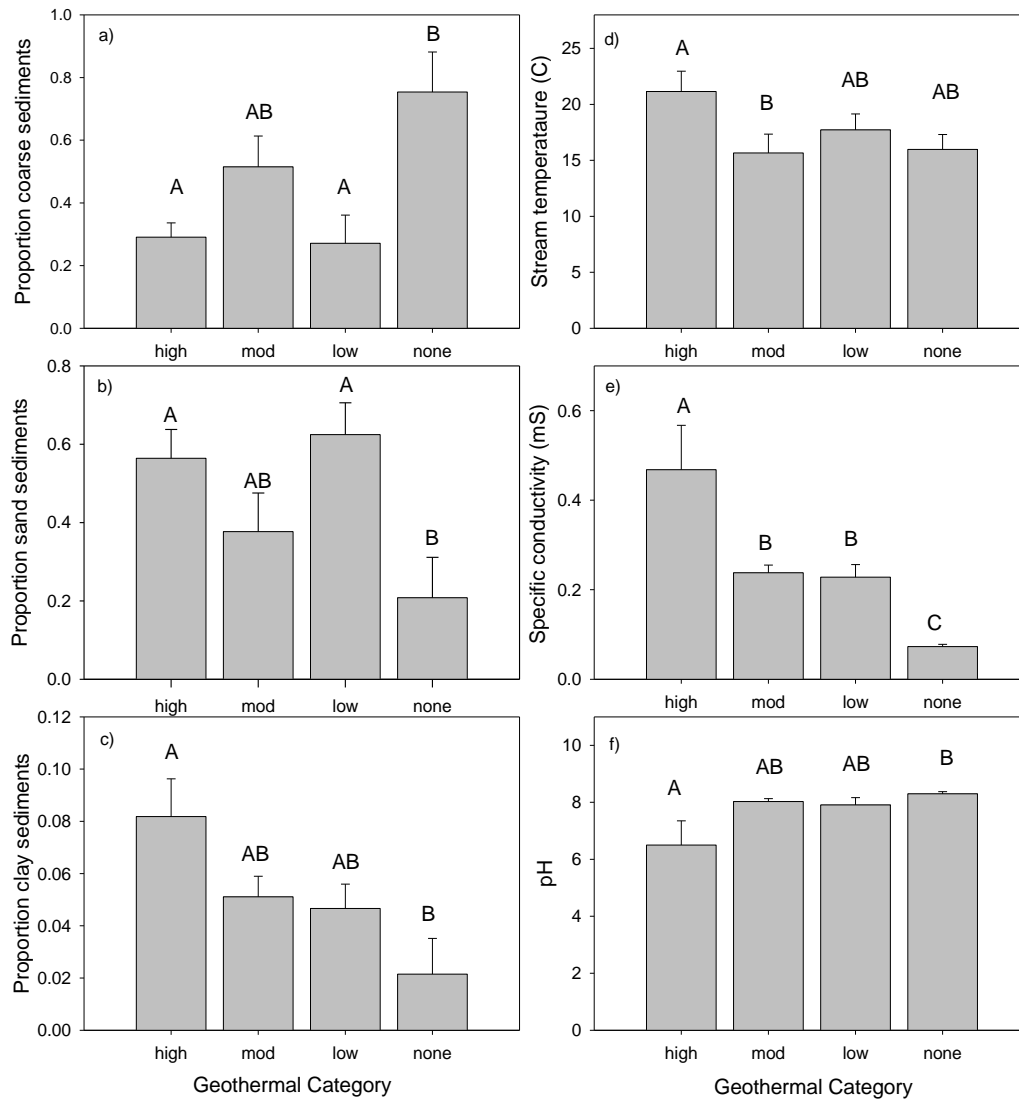 a)
Proportion coarse sediments
1.0
0.8
0.6
0.4
0.2
0.0
A
AB
A
B
high mod low none
b)
Proportion sand sediments
0.8
0.6
0.4
0.2
0.0
A
AB
A
B
high mod low none
c)
Proportion clay sediments
0.12
0.10
0.08
0.06
0.04
0.02
0.00
A
AB
AB
B
high mod low none
Geothermal Category
d)
Stream temperataure (C)
25
20
15
10
5
0
A
B
AB
AB
high mod low none
e)
Specific conductivity (mS)
0.6
0.4
0.2
0.0
A
B
B
C
high mod low none
f)
pH
10
8
6
4
2
0
A
AB
AB
B
high mod low none
Geothermal Category